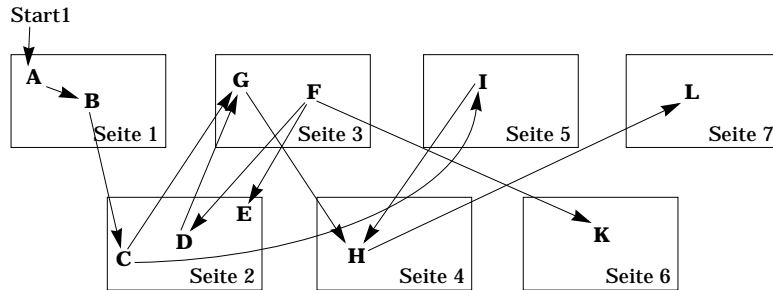 Start1
A
B
Seite 1
G
F
Seite 3
I
Seite 5
L
Seite 7
C
D
E
Seite 2
H
Seite 4
K
Seite 6